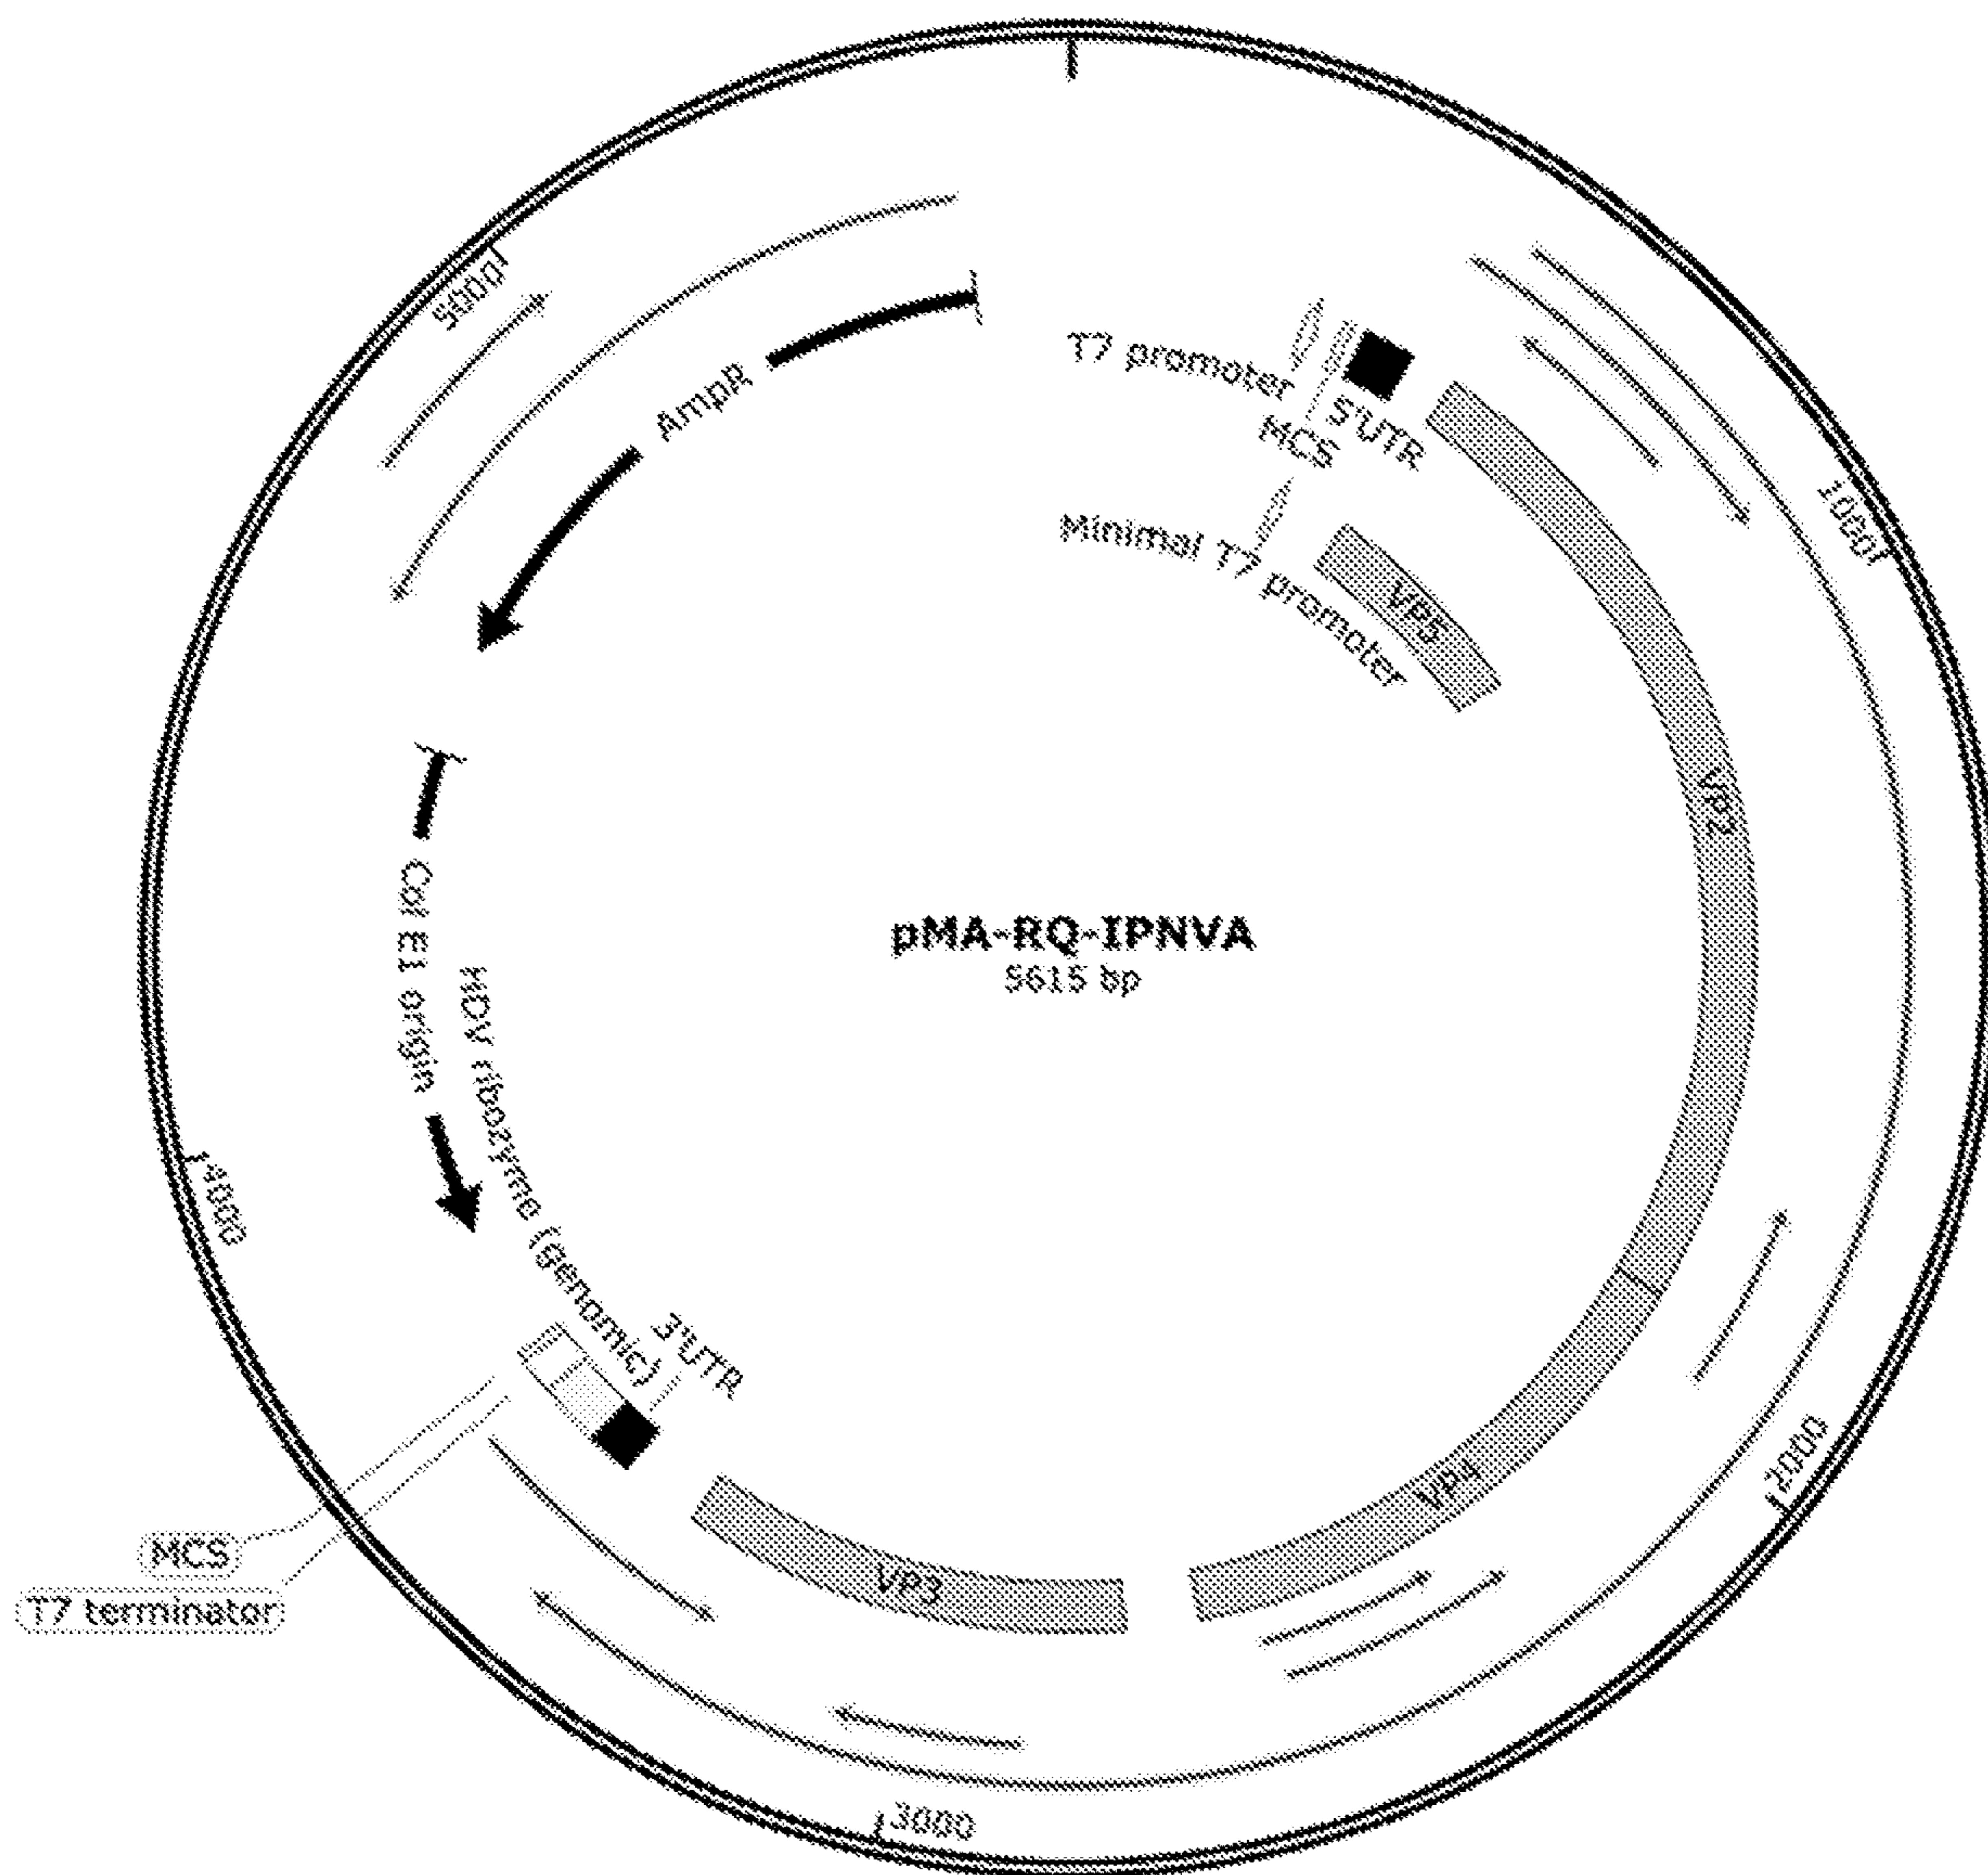 5000
1000
2000
3000
4000
T7 promoter
MCS
5'UTR
Minimal T7 promoter
VP5
VP2
VP4
VP3
3'UTR
HDV ribozyme (genomic)
MCS
T7 terminator
Col E1 origin
AmpR
pMA-RQ-IPNVA
5615 bp